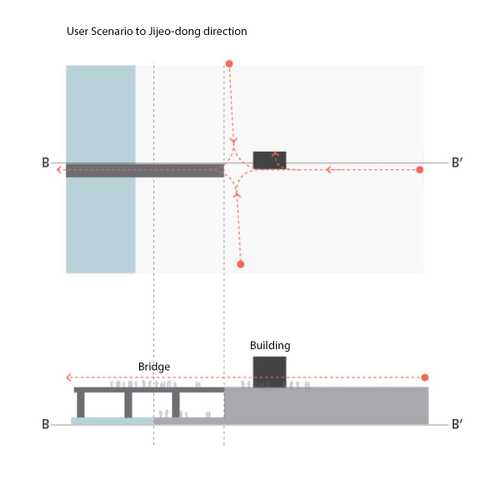 User Scenario to Jijeo-dong direction
B B′
Building
Bridge
B B′